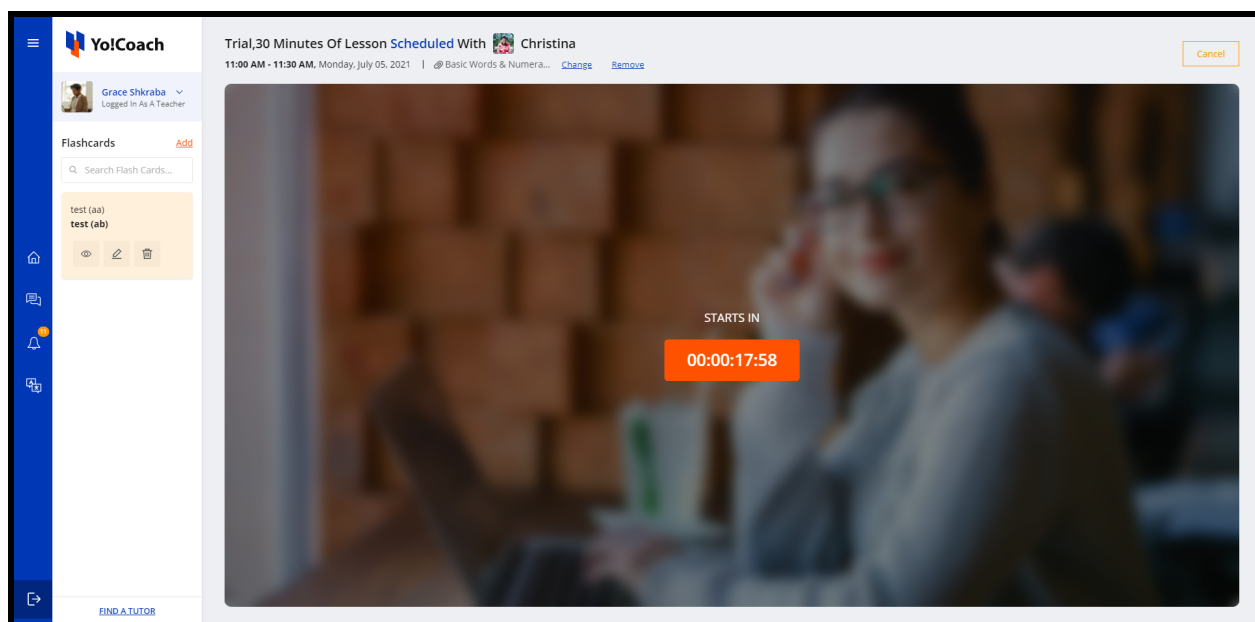 Yo!Coach
Grace Shkraba
Logged In As A Teacher
Flashcards Add
Search Flash Cards...
test (aa)
test (ab)
11
FIND A TUTOR
Trial,30 Minutes Of Lesson Scheduled With Christina
11:00 AM - 11:30 AM, Monday, July 05, 2021 | Basic Words & Numera... Change Remove
Cancel
STARTS IN
00:00:17:58